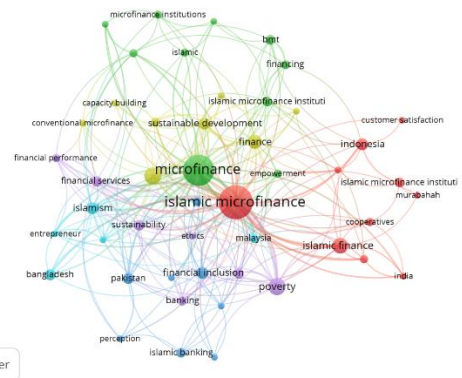 microfinance institutions
islamic
bmt
financing
capacity building
islamic microfinance instituti
customer satisfaction
conventional microfinance
sustainable development
finance
indonesia
financial performance
microfinance
empowerment
financial services
islamic microfinance instituti
islamic microfinance
murabahah
islamism
sustainability
cooperatives
entrepreneur
ethics
malaysia
islamic finance
bangladesh
pakistan
financial inclusion
india
poverty
banking
perception
islamic banking
er